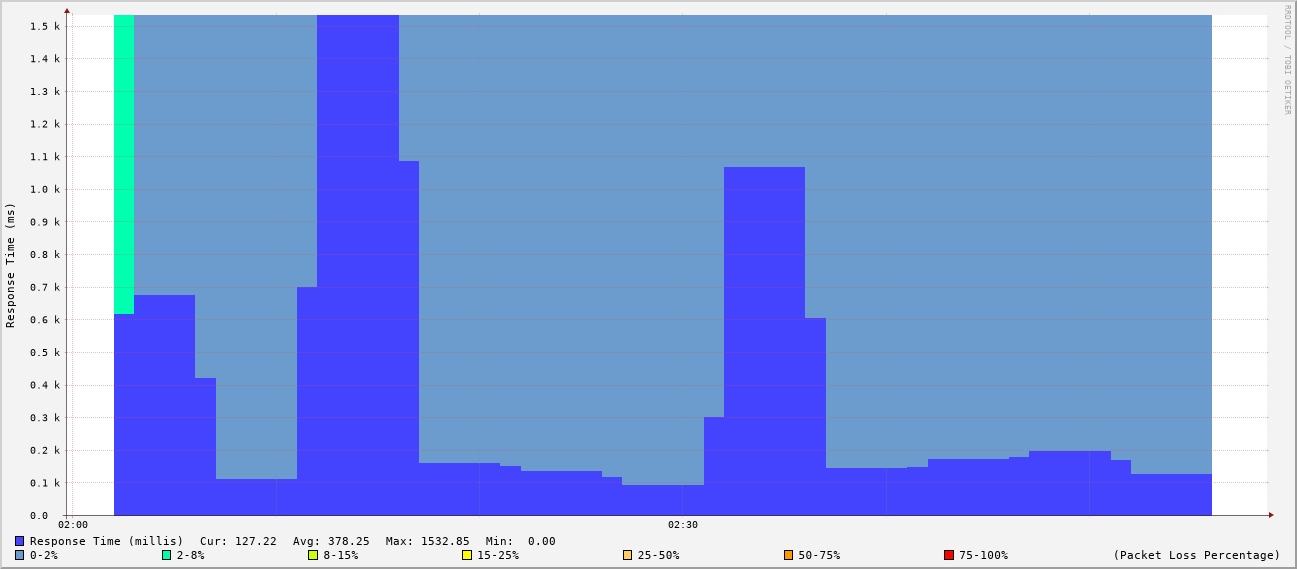 RRDTOOL / TOBI OETIKER
Response Time (ms)
1.5 k
1.4 k
1.3 k
1.2 k
1.1 k
1.0 k
0.9 k
0.8 k
0.7 k
0.6 k
0.5 k
0.4 k
0.3 k
0.2 k
0.1 k
0.0
02:00 02:30
Response Time (millis) Cur: 127.22 Avg: 378.25 Max: 1532.85 Min: 0.00
0-2% 2-8% 8-15% 15-25% 25-50% 50-75% 75-100% (Packet Loss Percentage)